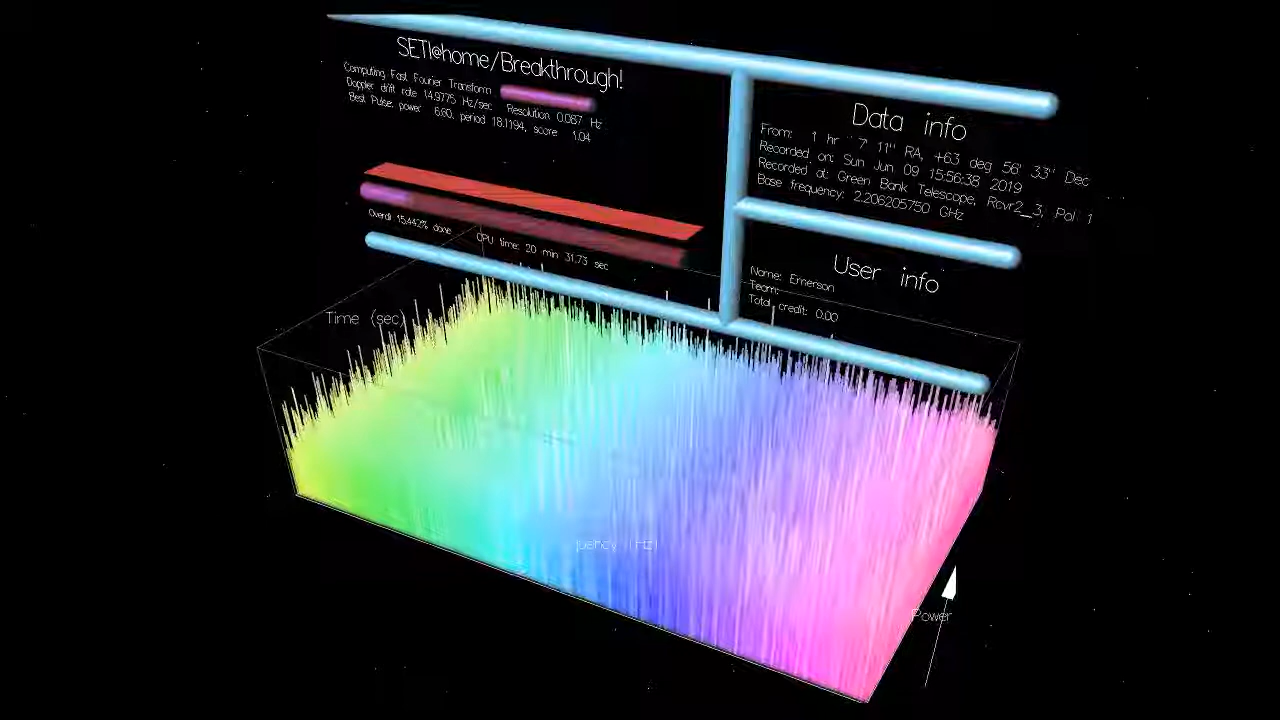 SETI@home/Breakthrough!
Computing Fast Fourier Transform
Doppler drift rate 14.9775 Hz/sec Resolution 0.087 Hz
Best Pulse: power 6.60, period 18.1194, score 1.04
Overall 15.442% done CPU time: 20 min 31.73 sec
Data info
From: 1 hr 7' 11" RA, +63 deg 56' 33" Dec
Recorded on: Sun Jun 09 15:56:38 2019
Recorded at: Green Bank Telescope, Rcvr2_3, Pol 1
Base frequency: 2.206205750 GHz
User info
Name: Emerson
Team:
Total credit: 0.00
Time (sec)
Power